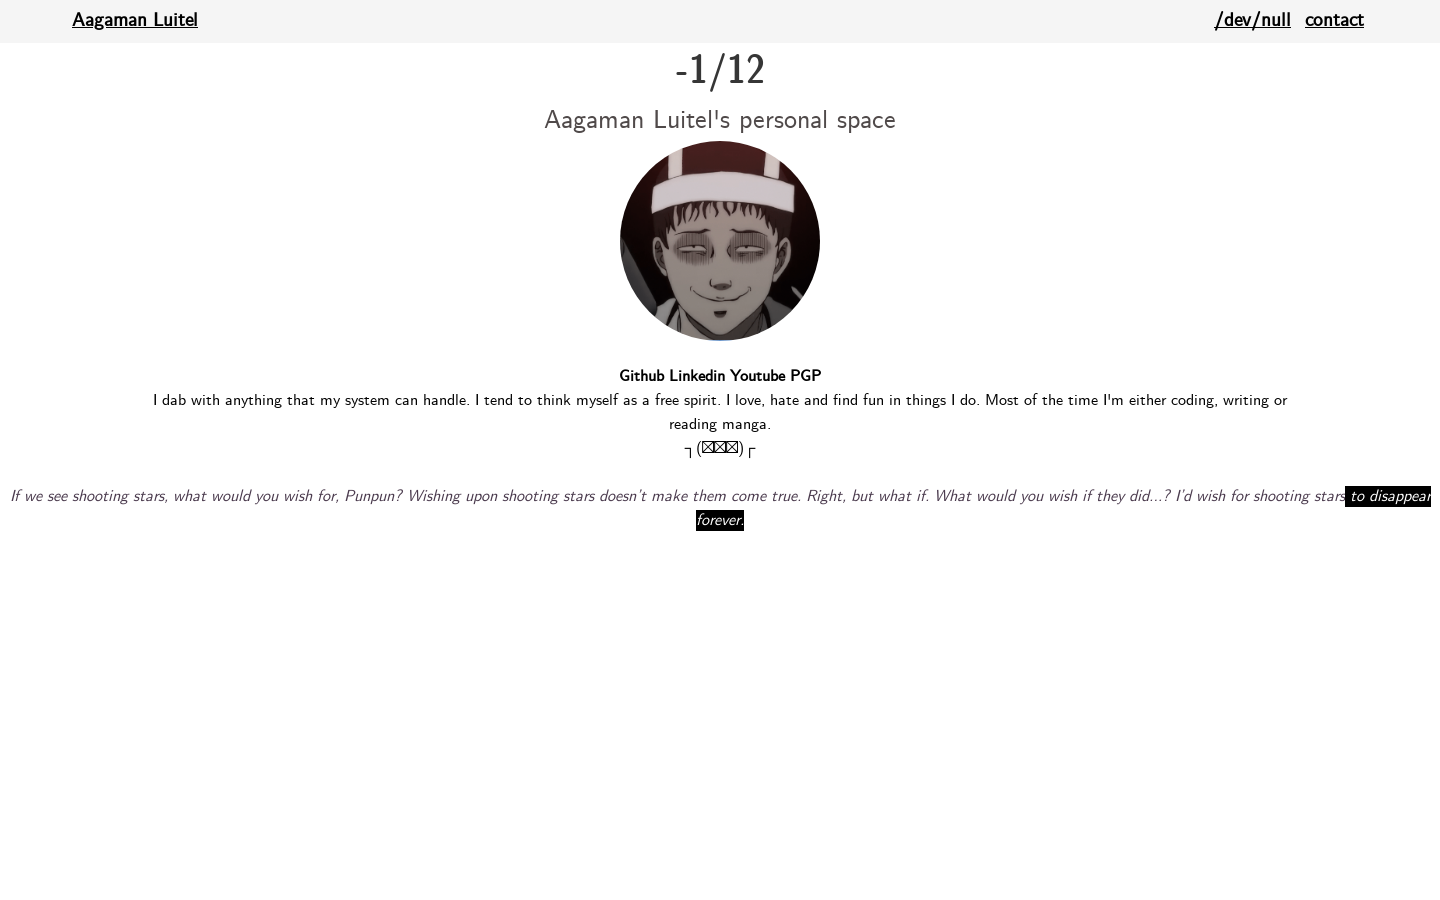 Aagaman Luitel
/dev/null contact
-1/12
Aagaman Luitel's personal space
Github Linkedin Youtube PGP
I dab with anything that my system can handle. I tend to think myself as a free spirit. I love, hate and find fun in things I do. Most of the time I'm either coding, writing or
reading manga.
┐(☒☒☒)┌
If we see shooting stars, what would you wish for, Punpun? Wishing upon shooting stars doesn't make them come true. Right, but what if. What would you wish if they did...? I'd wish for shooting stars to disappear
forever.